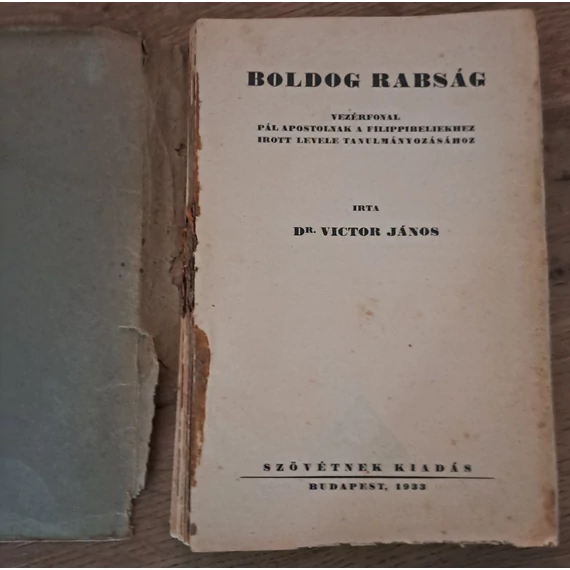 BOLDOG RABSÁG
VEZÉRFONAL
PÁL APOSTOLNAK A FILIPPIBELIEKHEZ
IROTT LEVELE TANULMÁNYOZÁSÁHOZ
IRTA
DR. VICTOR JÁNOS
SZÖVÉTNEK KIADÁS
BUDAPEST, 1933